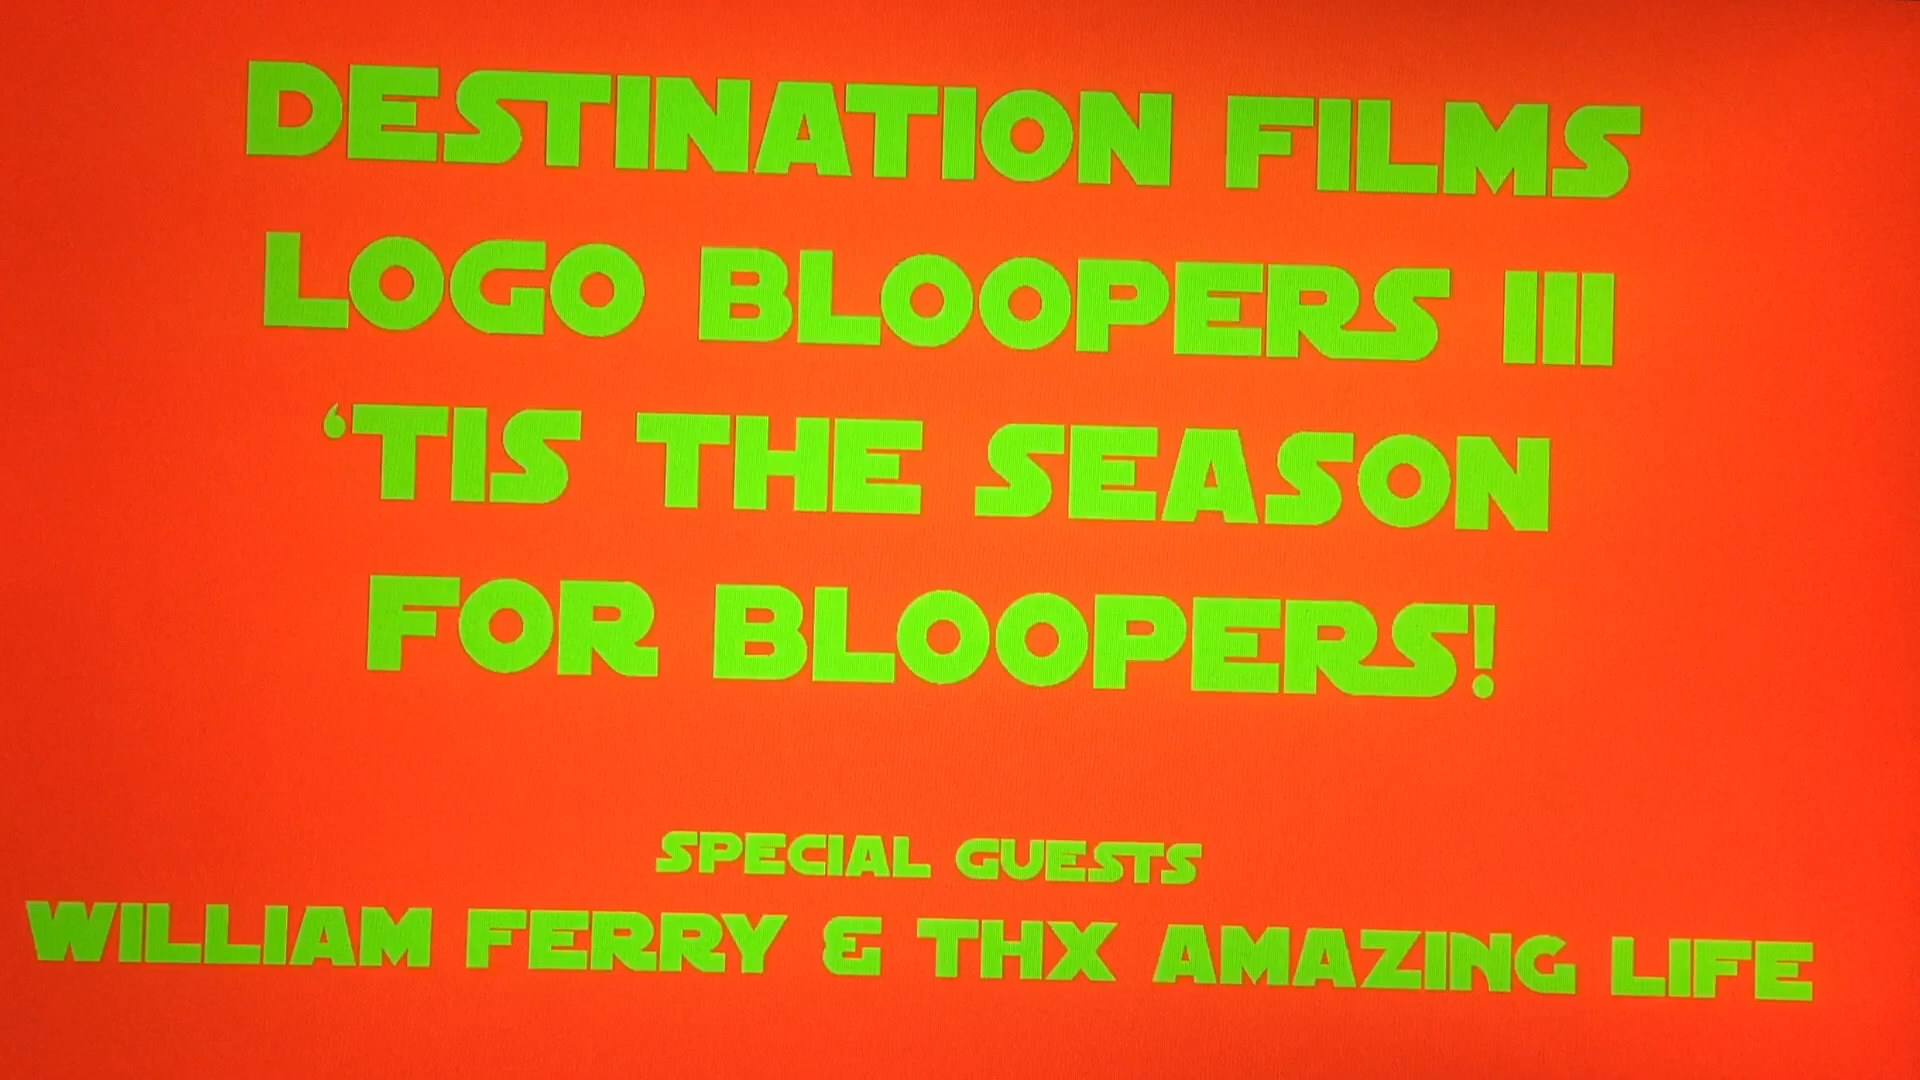 DESTINATION FILMS
LOGO BLOOPERS III
‘TIS THE SEASON
FOR BLOOPERS!
SPECIAL GUESTS
WILLIAM FERRY & THX AMAZING LIFE